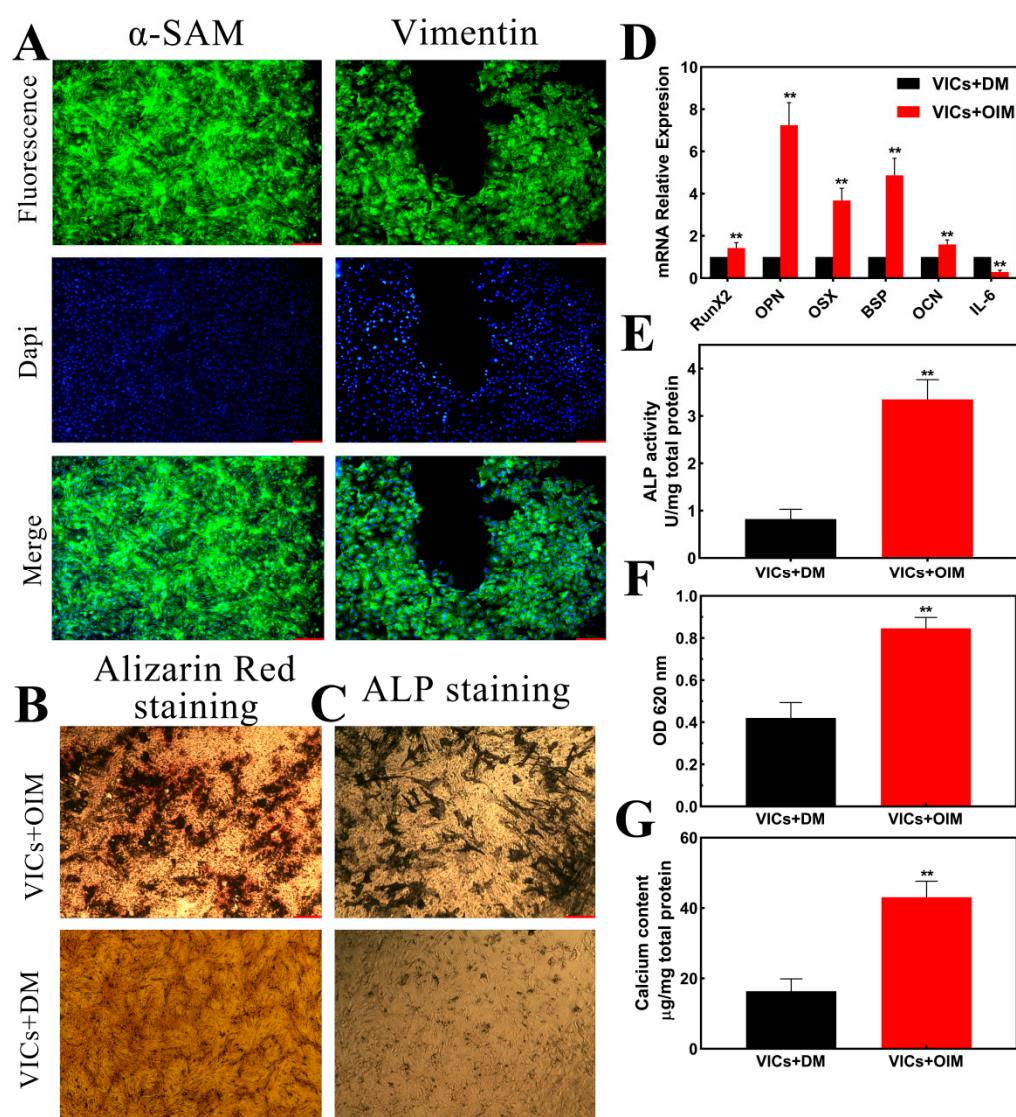 A
α-SAM
Vimentin
Fluorescence
Dapi
Merge
B
Alizarin Red
staining
C
ALP staining
VICs+OIM
VICs+DM
D
mRNA Relative Expresion
10
8
6
4
2
0
VICs+DM
VICs+OIM
**
**
**
**
**
**
RunX2
OPN
OSX
BSP
OCN
IL-6
E
ALP activity
U/mg total protein
4
3
2
1
0
**
VICs+DM
VICs+OIM
F
OD 620 nm
1.0
0.8
0.6
0.4
0.2
0.0
**
VICs+DM
VICs+OIM
G
Calcium content
μg/mg total protein
60
40
20
0
**
VICs+DM
VICs+OIM